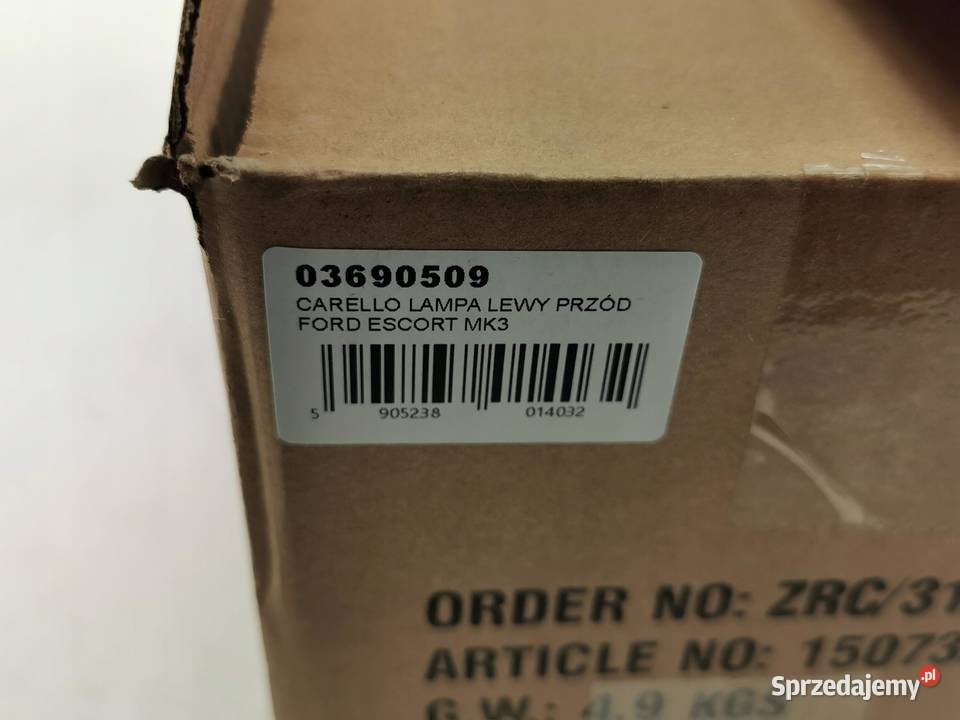 03690509
CARELLO LAMPA LEWY PRZÓD
FORD ESCORT MK3
5 905238 014032
ORDER NO: ZRC/31
ARTICLE NO: 15073
G.W.: 4.9 KGS
Sprzedajemy.pl